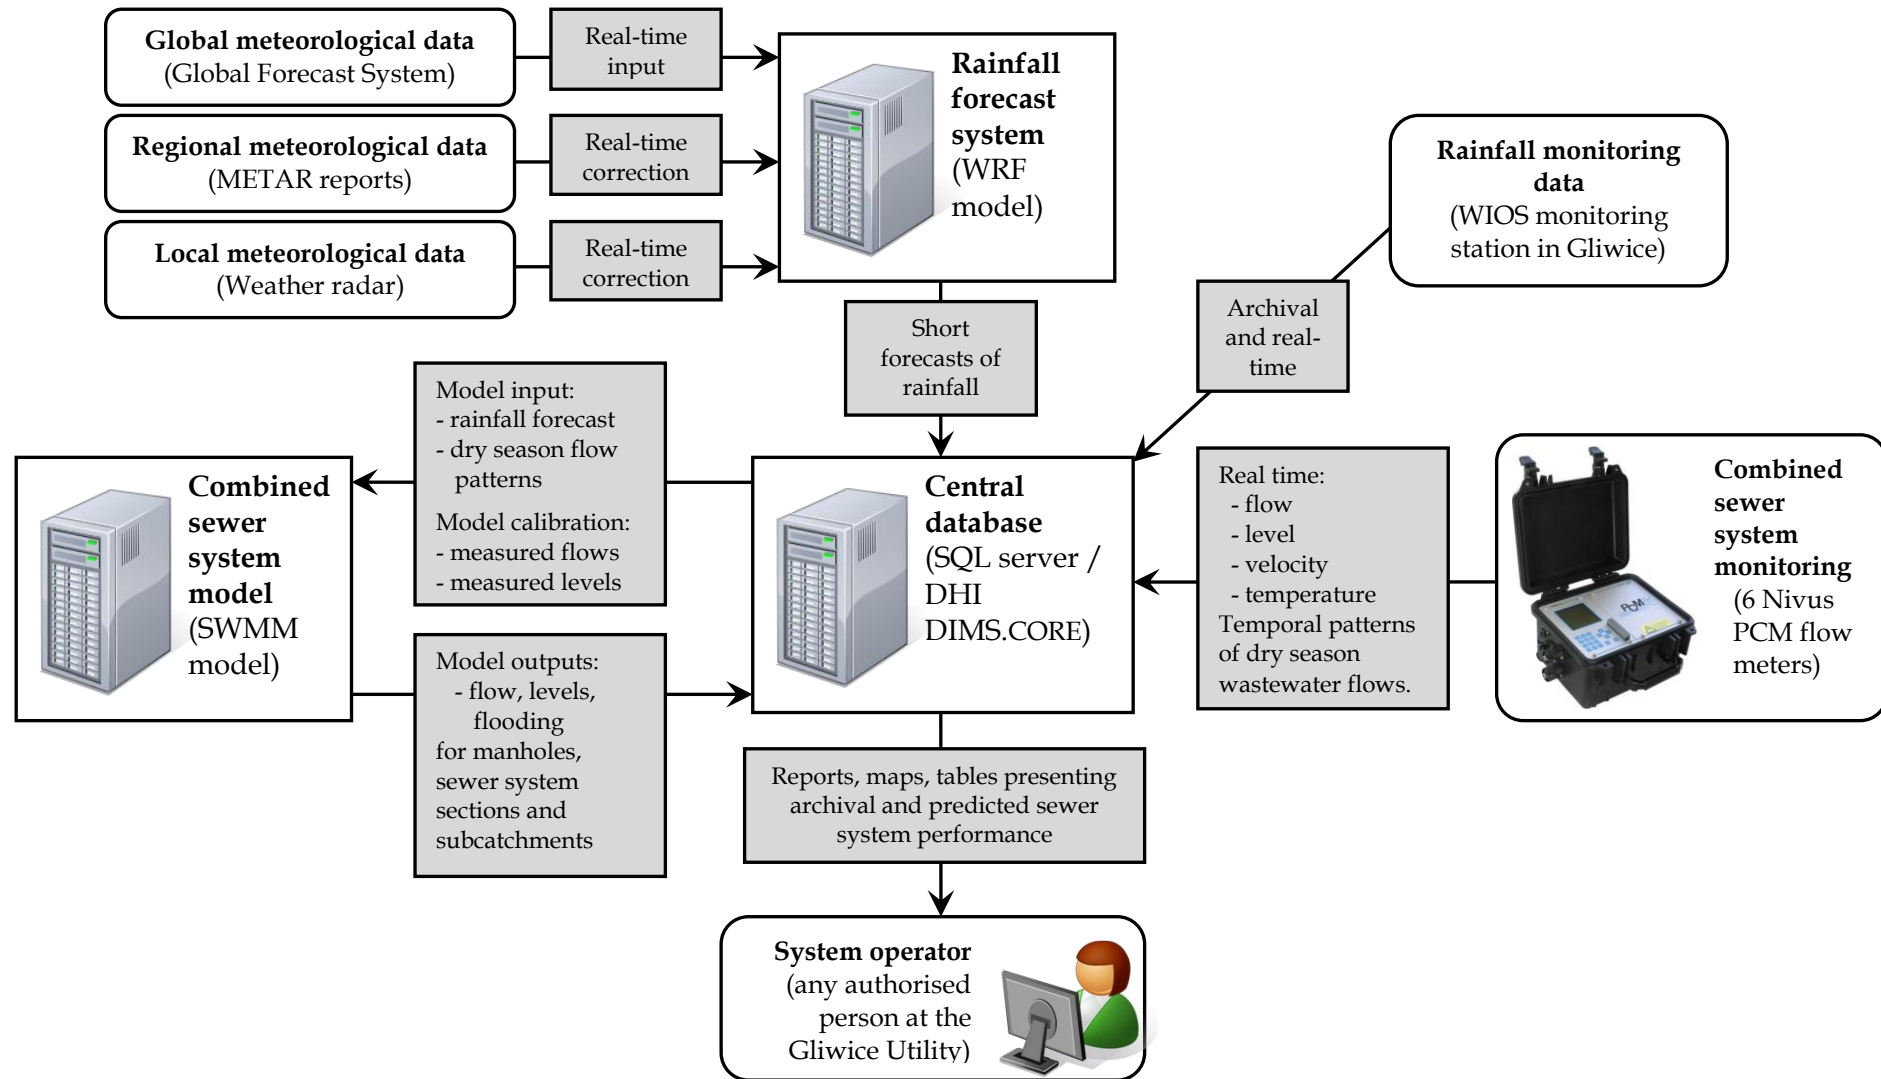 Global meteorological data
(Global Forecast System)
Real-time
input
Regional meteorological data
(METAR reports)
Real-time
correction
Local meteorological data
(Weather radar)
Real-time
correction
Rainfall
forecast
system
(WRF
model)
Rainfall monitoring
data
(WIOS monitoring
station in Gliwice)
Archival
and real-
time
Short
forecasts of
rainfall
Model input:
- rainfall forecast
- dry season flow
patterns
Model calibration:
- measured flows
- measured levels
Combined
sewer
system
model
(SWMM
model)
Model outputs:
- flow, levels,
flooding
for manholes,
sewer system
sections and
subcatchments
Central
database
(SQL server /
DHI
DIMS.CORE)
Real time:
- flow
- level
- velocity
- temperature
Temporal patterns
of dry season
wastewater flows.
PCM
Combined
sewer
system
monitoring
(6 Nivus
PCM flow
meters)
Reports, maps, tables presenting
archival and predicted sewer
system performance
System operator
(any authorised
person at the
Gliwice Utility)